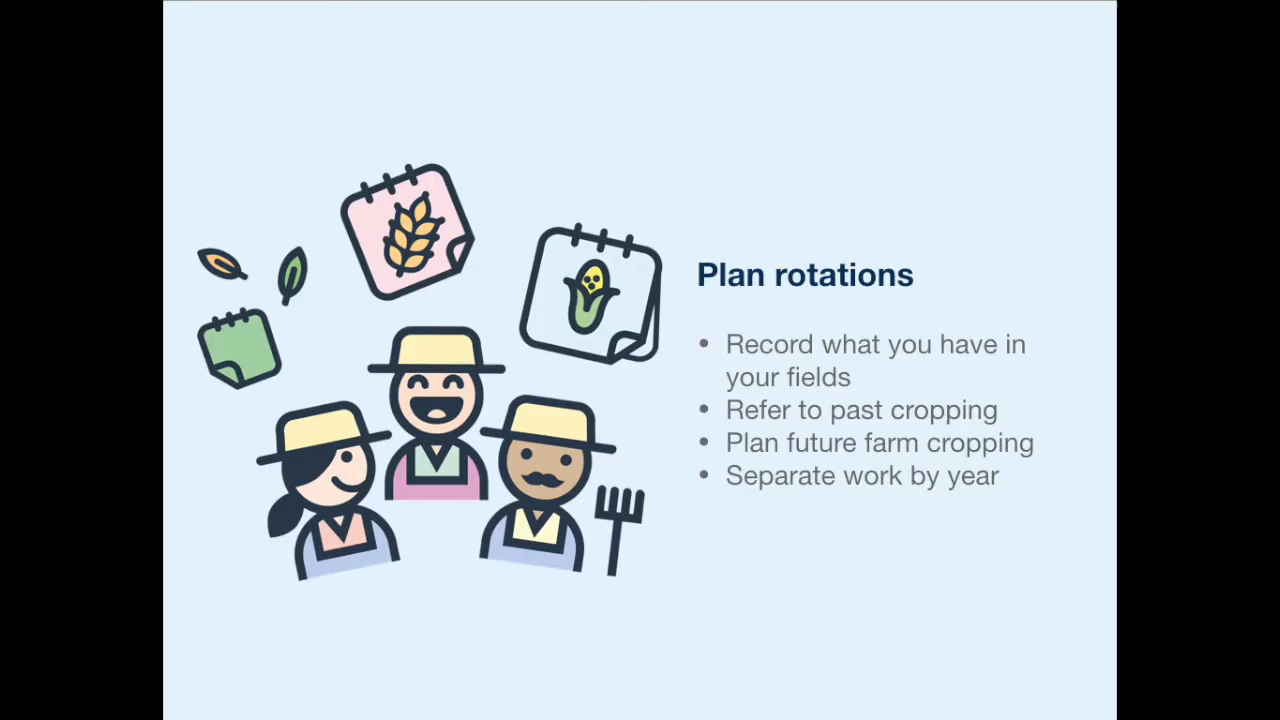 Plan rotations
• Record what you have in
your fields
• Refer to past cropping
• Plan future farm cropping
• Separate work by year